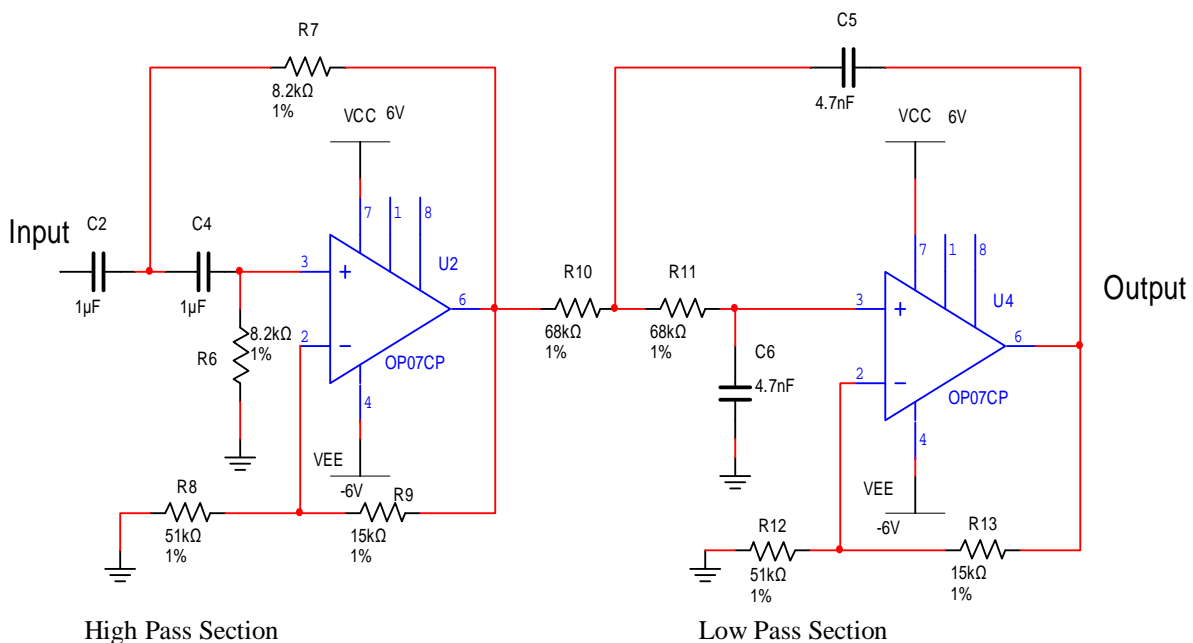 C5
R7
4.7nF
8.2kΩ
1%
VCC 6V
VCC 6V
Input
C2
C4
7
1
8
U2
7
1
8
U4
Output
3
+
R10
R11
1µF
1µF
6
3
+
8.2kΩ
1%
R6
2
−
OP07CP
68kΩ
1%
68kΩ
1%
C6
4.7nF
6
2
−
OP07CP
4
4
VEE
-6V
R8
R9
VEE
-6V
51kΩ
1%
15kΩ
1%
R12
R13
51kΩ
1%
15kΩ
1%
High Pass Section
Low Pass Section